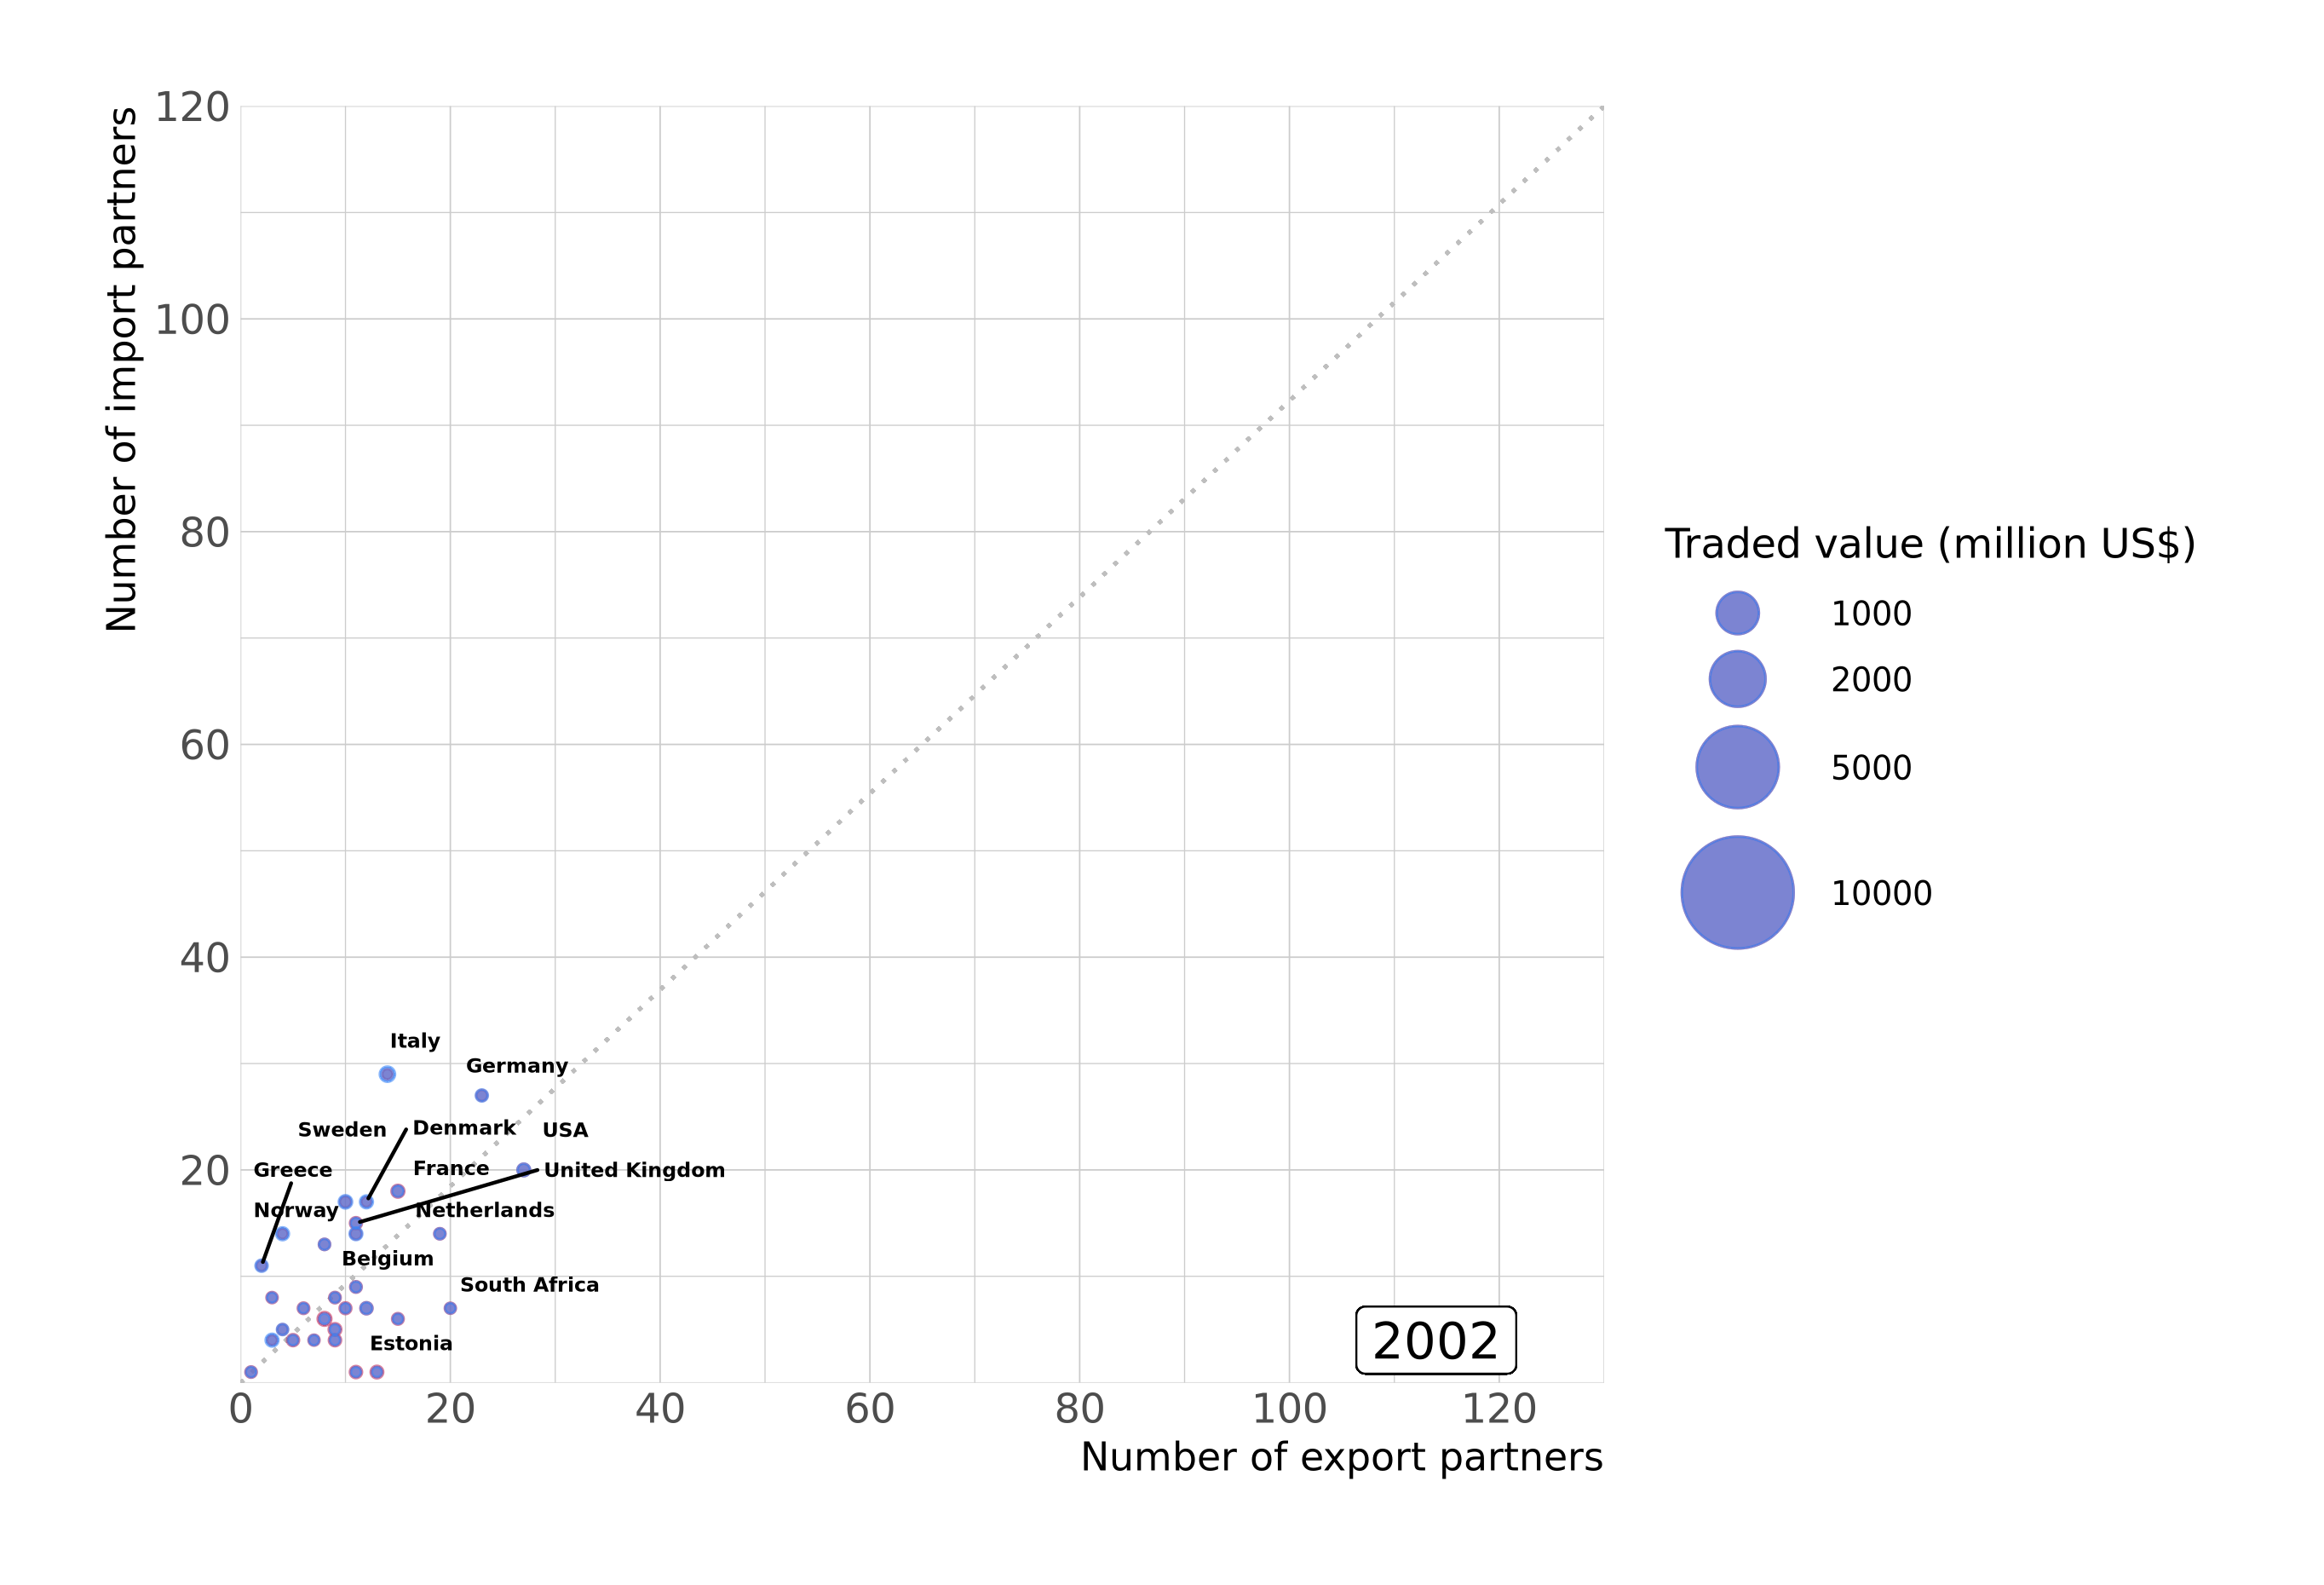 Number of import partners
120
100
80
60
40
20
Italy
Germany
Sweden
Denmark
USA
Greece
France
United Kingdom
Norway
Netherlands
Belgium
South Africa
Estonia
2002
0 20 40 60 80 100 120
Number of export partners
Traded value (million US$)
1000
2000
5000
10000